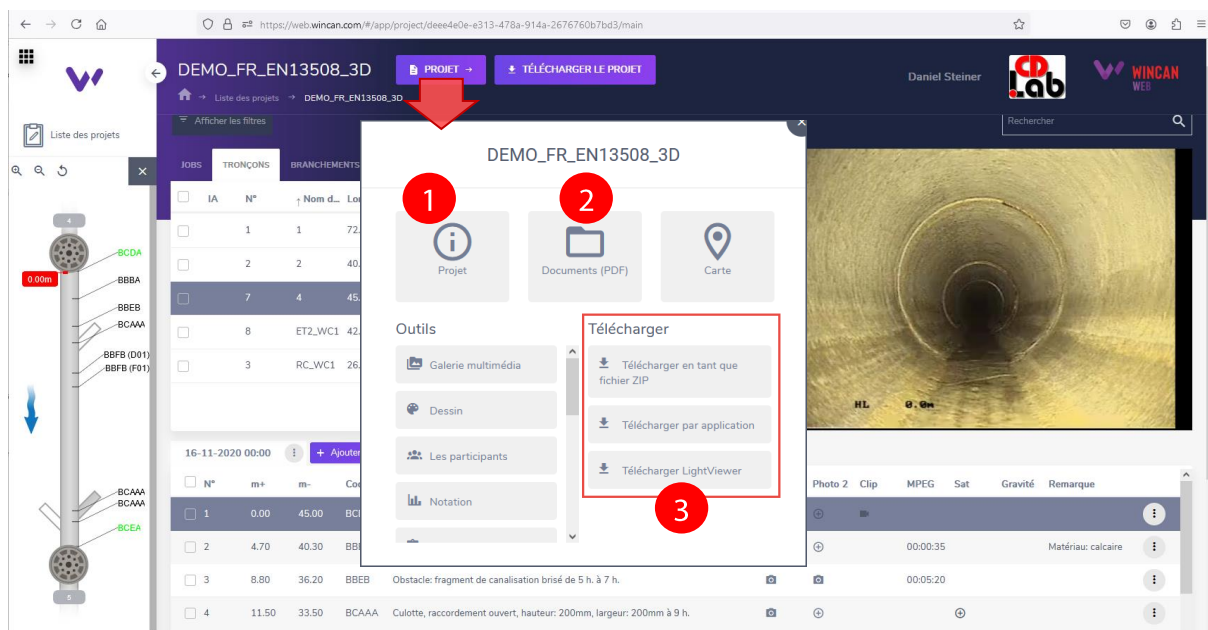 https://web.wincan.com/#/app/project/deee4e0e-e313-478a-914a-2676760b7bd3/main
DEMO_FR_EN13508_3D
PROJET →
TÉLÉCHARGER LE PROJET
Daniel Steiner
CD
Lab
WINCAN
WEB
→ Liste des projets → DEMO_FR_EN13508_3D
Liste des projets
Afficher les filtres
Rechercher
JOBS TRONÇONS BRANCHEMENTS
IA N° ↑ Nom d... Lon
1 1 72.
2 2 40.
7 4 45.
8 ET2_WC1 42.
3 RC_WC1 26.
4
BCDA
0.00m
BBBA
BBEB
BCAAA
BBFB (D01)
BBFB (F01)
BCAAA
BCAAA
BCEA
5
DEMO_FR_EN13508_3D
1
2
Projet
Documents (PDF)
Carte
Outils
Galerie multimédia
Dessin
Les participants
Notation
Télécharger
Télécharger en tant que
fichier ZIP
Télécharger par application
Télécharger LightViewer
3
HL 0.0m
16-11-2020 00:00 + Ajouter
N° m+ m- Cod Photo 2 Clip MPEG Sat Gravité Remarque
1 0.00 45.00 BCI
2 4.70 40.30 BBI 00:00:35 Matériau: calcaire
3 8.80 36.20 BBEB Obstacle: fragment de canalisation brisé de 5 h. à 7 h. 00:05:20
4 11.50 33.50 BCAAA Culotte, raccordement ouvert, hauteur: 200mm, largeur: 200mm à 9 h.